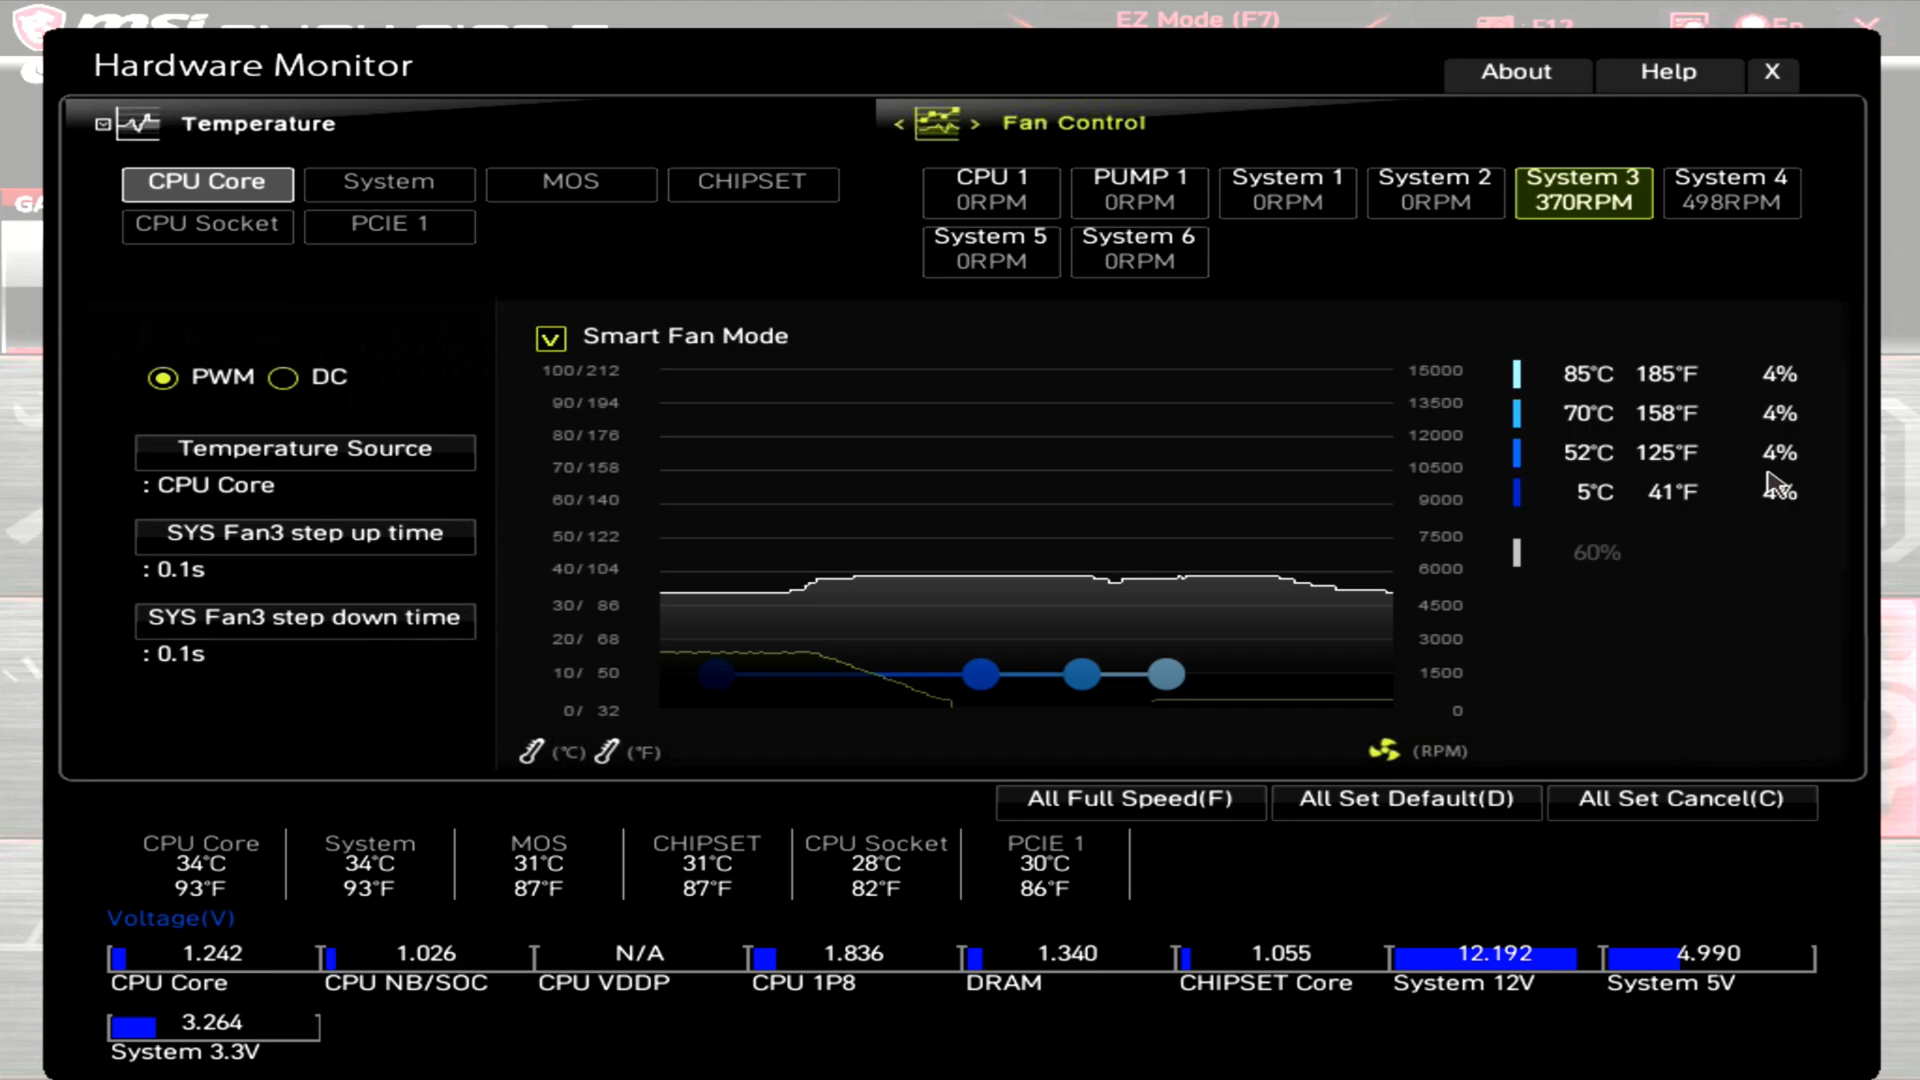 msi
EZ Mode (F7)
: F12
En
Hardware Monitor
About
Help
X
Temperature
< > Fan Control
CPU Core
System
MOS
CHIPSET
CPU Socket
PCIE 1
CPU 1
0RPM
PUMP 1
0RPM
System 1
0RPM
System 2
0RPM
System 3
370RPM
System 4
498RPM
System 5
0RPM
System 6
0RPM
PWM
DC
Temperature Source
: CPU Core
SYS Fan3 step up time
: 0.1s
SYS Fan3 step down time
: 0.1s
Smart Fan Mode
100/212 15000
90/194 13500
80/176 12000
70/158 10500
60/140 9000
50/122 7500
40/104 6000
30/ 86 4500
20/ 68 3000
10/ 50 1500
0/ 32 0
(°C) (°F) (RPM)
85°C 185°F 4%
70°C 158°F 4%
52°C 125°F 4%
5°C 41°F 4%
60%
All Full Speed(F)
All Set Default(D)
All Set Cancel(C)
CPU Core
34°C
93°F
System
34°C
93°F
MOS
31°C
87°F
CHIPSET
31°C
87°F
CPU Socket
28°C
82°F
PCIE 1
30°C
86°F
Voltage(V)
1.242
CPU Core
1.026
CPU NB/SOC
N/A
CPU VDDP
1.836
CPU 1P8
1.340
DRAM
1.055
CHIPSET Core
12.192
System 12V
4.990
System 5V
3.264
System 3.3V